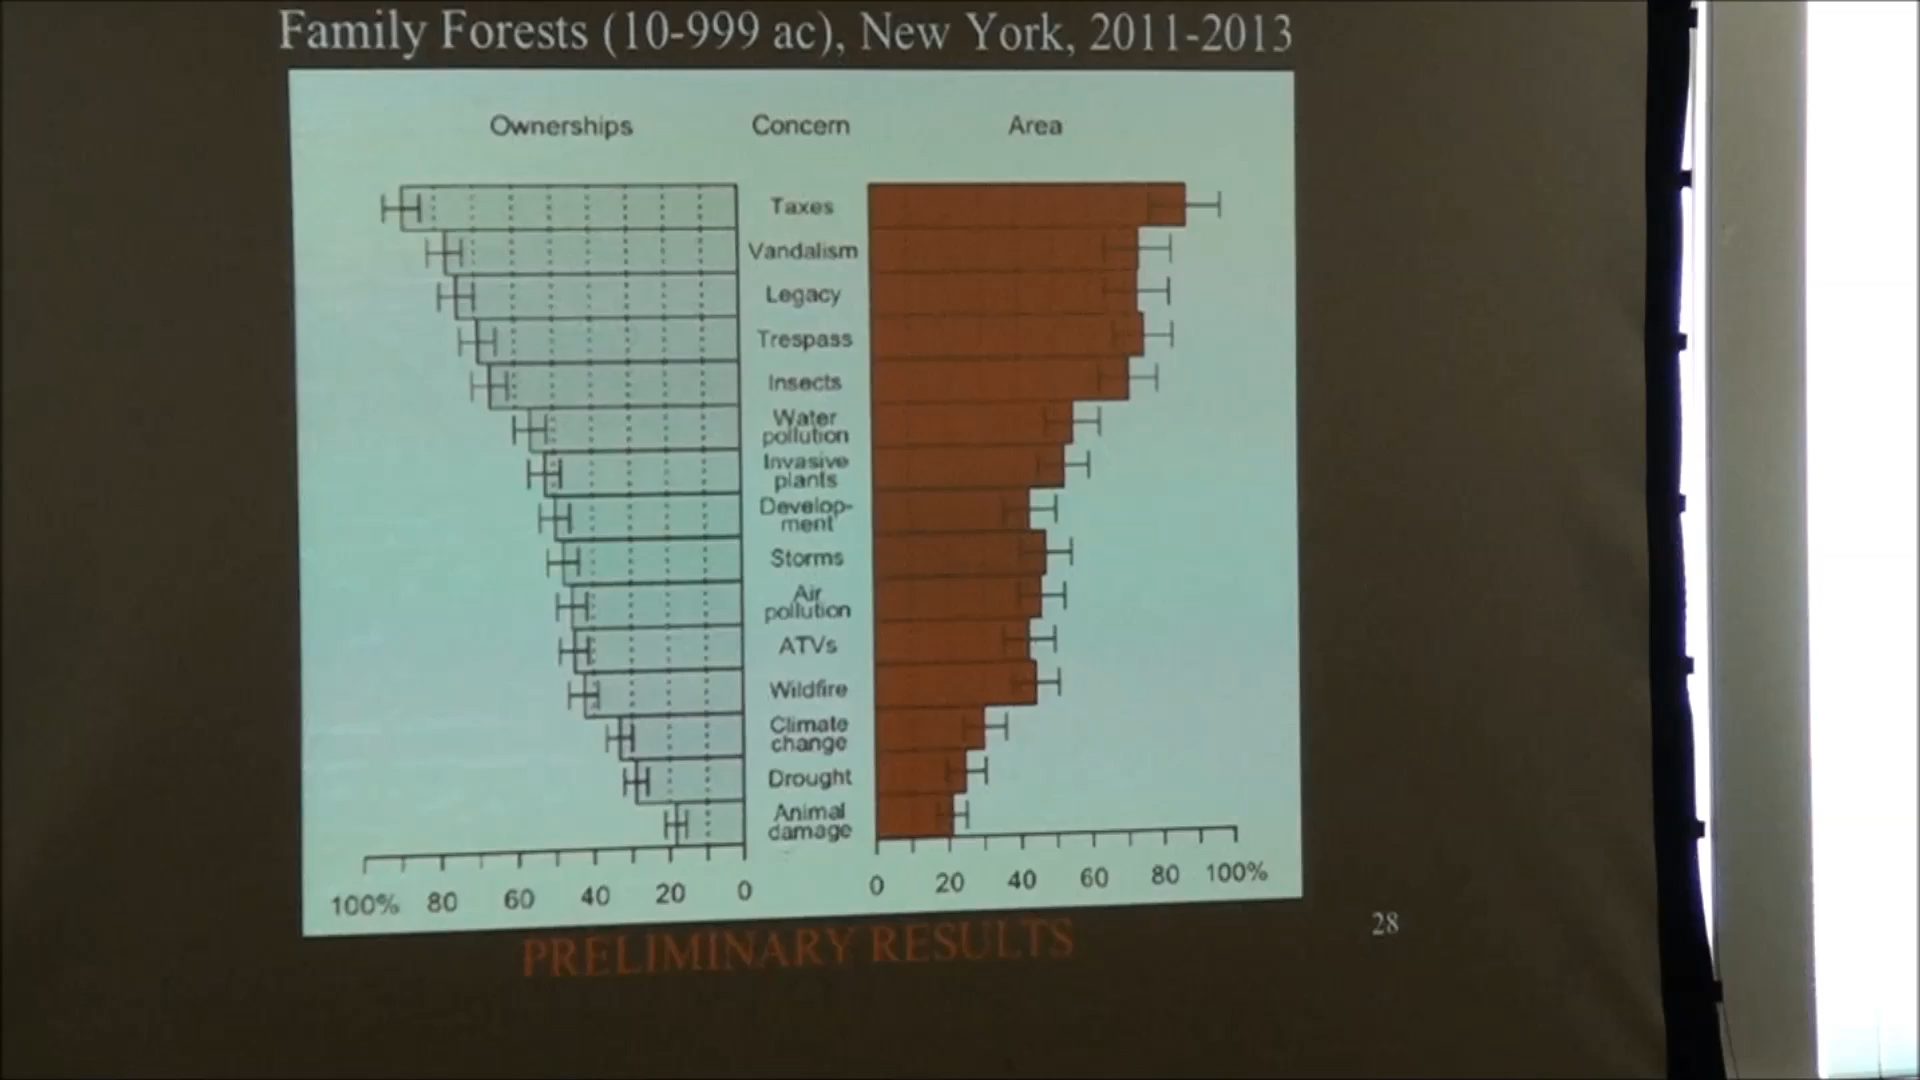 Family Forests (10-999 ac), New York, 2011-2013
Ownerships Concern Area
Taxes
Vandalism
Legacy
Trespass
Insects
Water
pollution
Invasive
plants
Develop-
ment
Storms
Air
pollution
ATVs
Wildfire
Climate
change
Drought
Animal
damage
100% 80 60 40 20 0
0 20 40 60 80 100%
PRELIMINARY RESULTS
28